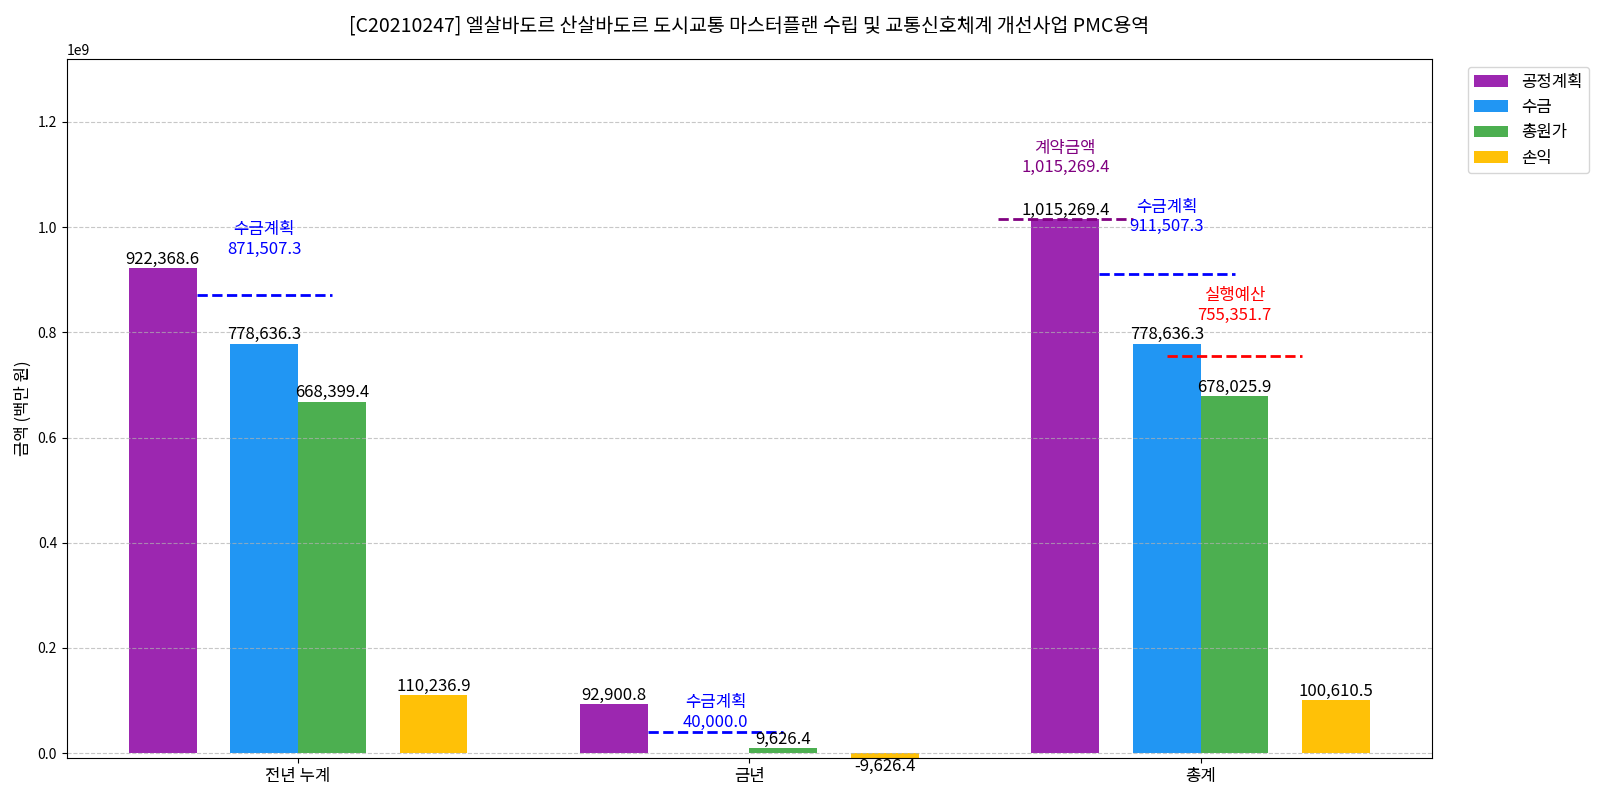 [C20210247] 엘살바도르 산살바도르 도시교통 마스터플랜 수립 및 교통신호체계 개선사업 PMC용역
1e9
공정계획
수금
총원가
손익
금액 (백만 원)
1.2
1.0
0.8
0.6
0.4
0.2
0.0
922,368.6
수금계획
871,507.3
778,636.3
668,399.4
110,236.9
92,900.8
수금계획
40,000.0
9,626.4
-9,626.4
계약금액
1,015,269.4
1,015,269.4
수금계획
911,507.3
778,636.3
실행예산
755,351.7
678,025.9
100,610.5
전년 누계
금년
총계